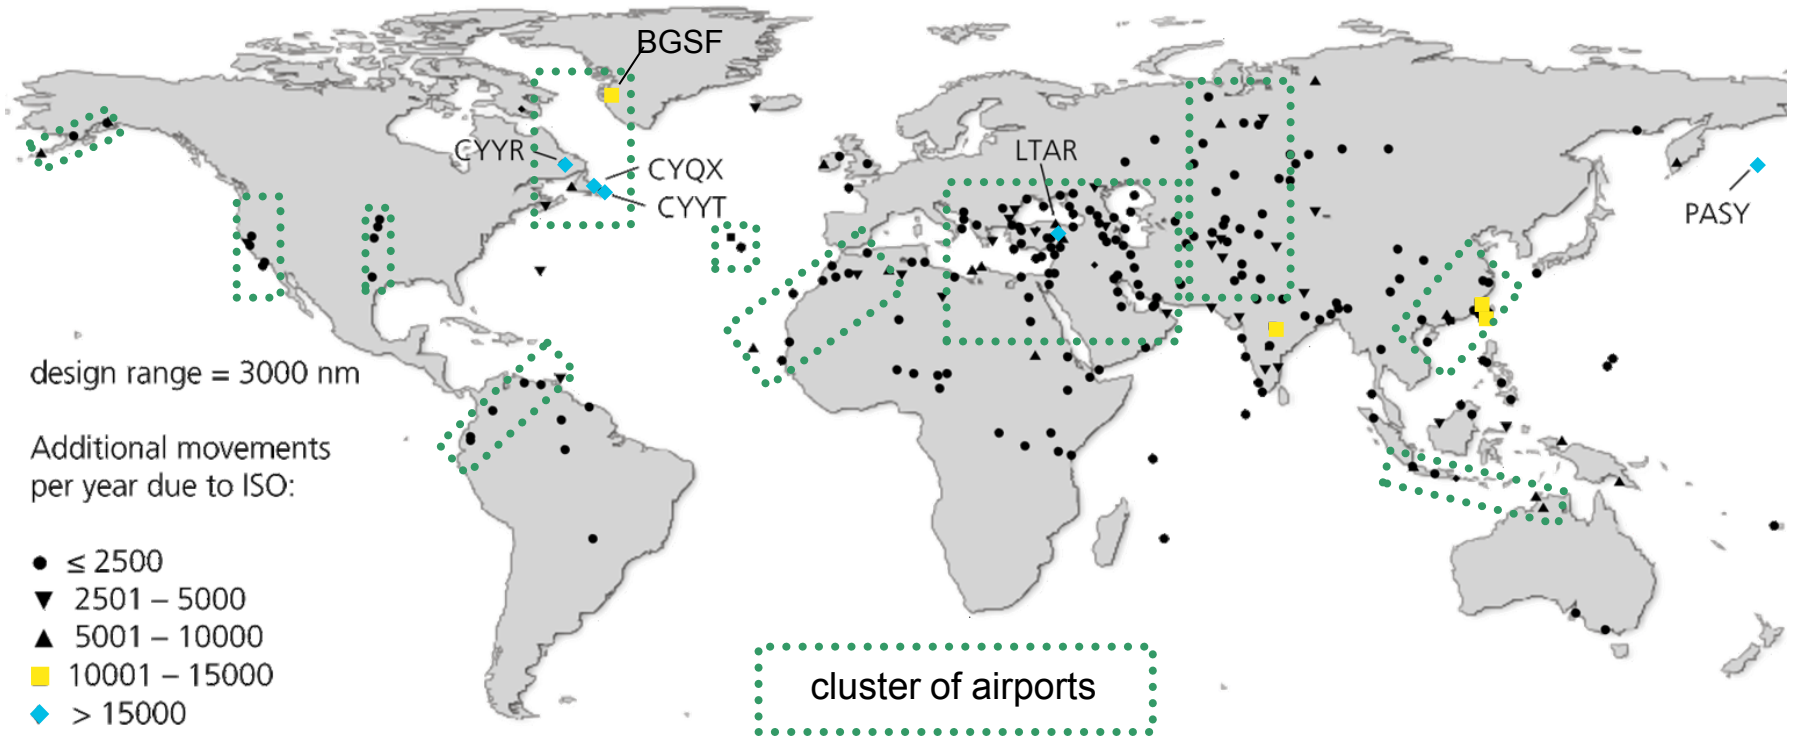 BGSF
CYYR
CYQX
CYYT
LTAR
PASY
design range = 3000 nm
Additional movements
per year due to ISO:
≤ 2500
2501 – 5000
5001 – 10000
10001 – 15000
> 15000
cluster of airports